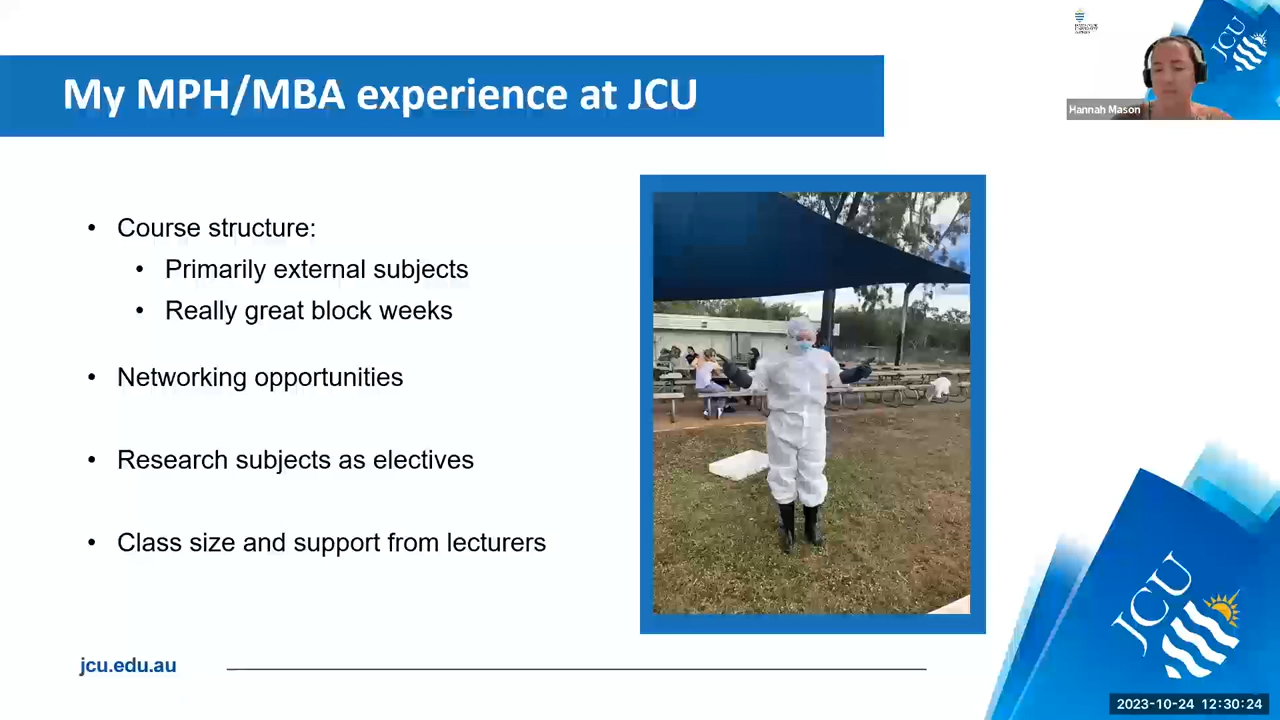 My MPH/MBA experience at JCU
JCU
Hannah Mason
• Course structure:
• Primarily external subjects
• Really great block weeks
• Networking opportunities
• Research subjects as electives
• Class size and support from lecturers
jcu.edu.au
JCU
2023-10-24 12:30:24